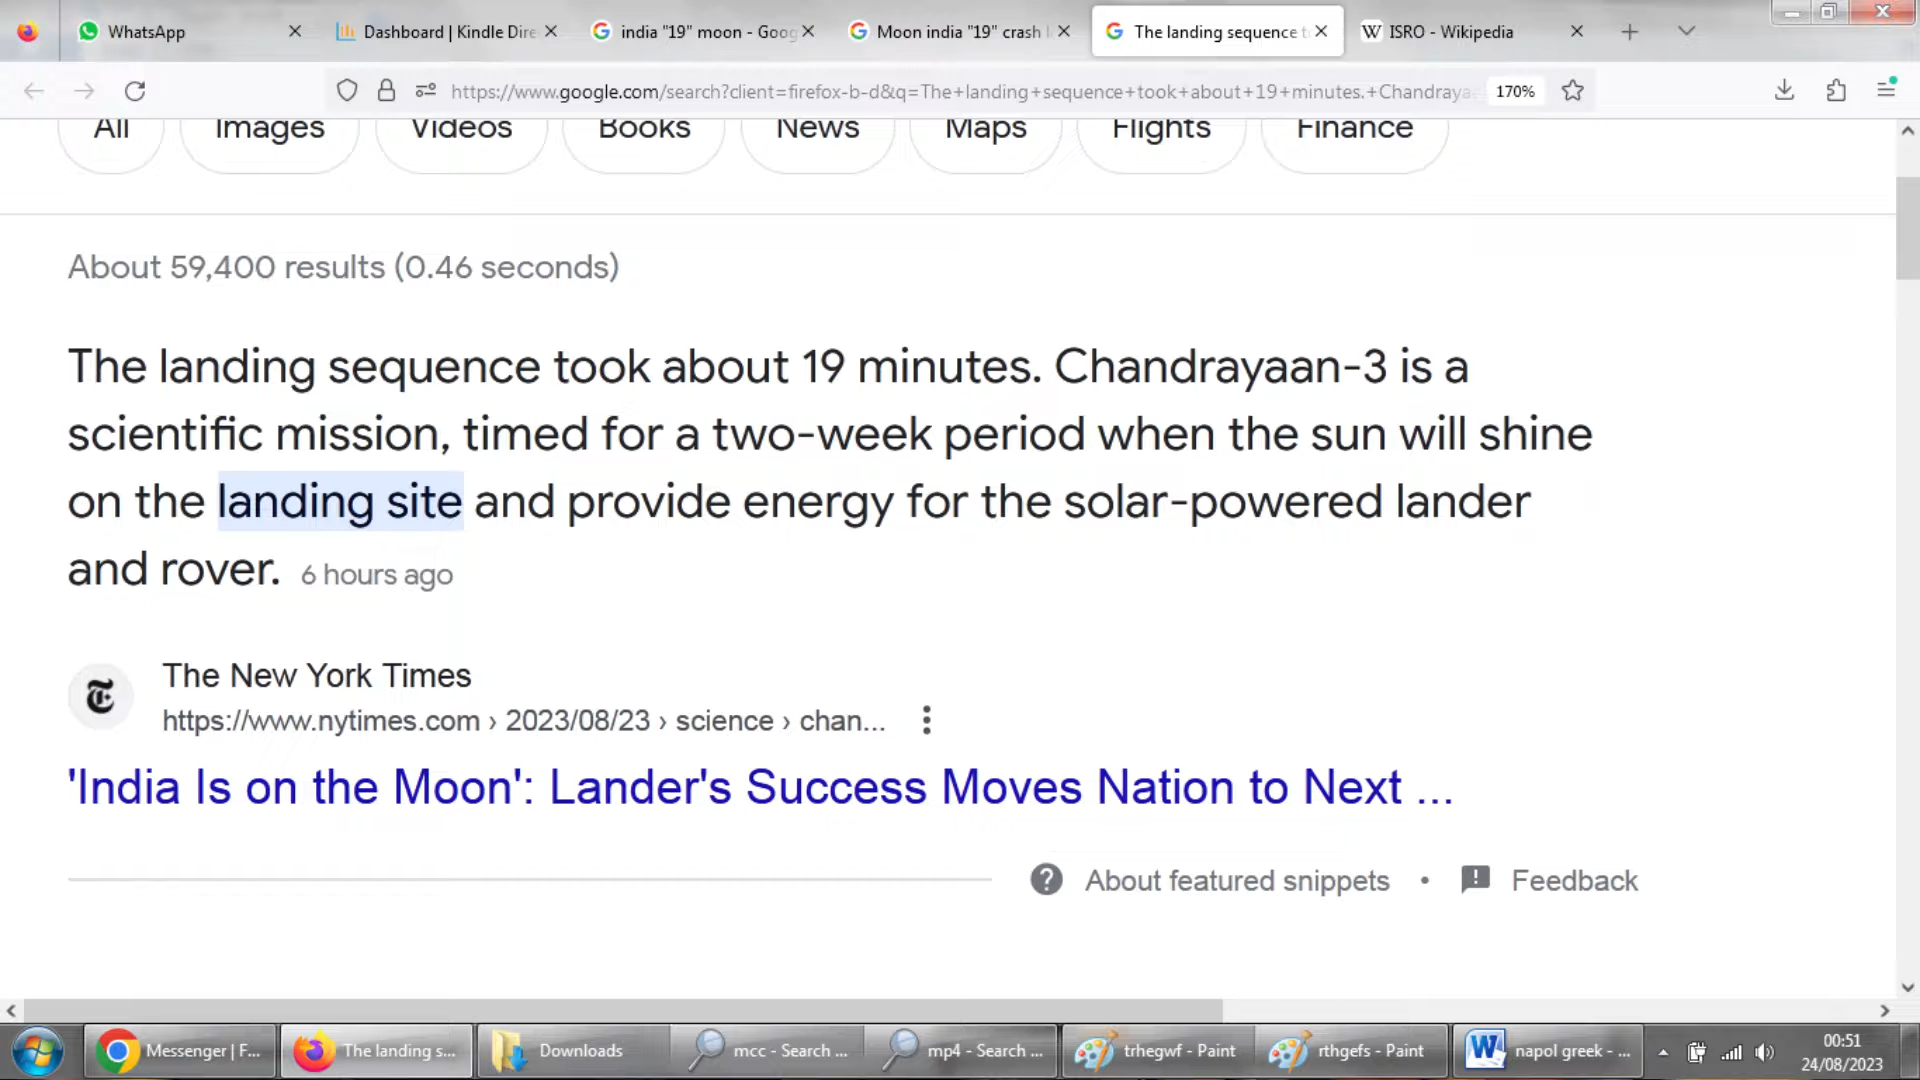 WhatsApp
Dashboard | Kindle Dire
india "19" moon - Goog
Moon india "19" crash l
The landing sequence t
ISRO - Wikipedia
https://www.google.com/search?client=firefox-b-d&q=The+landing+sequence+took+about+19+minutes.+Chandraya
170%
All
Images
Videos
Books
News
Maps
Flights
Finance
About 59,400 results (0.46 seconds)
The landing sequence took about 19 minutes. Chandrayaan-3 is a
scientific mission, timed for a two-week period when the sun will shine
on the landing site and provide energy for the solar-powered lander
and rover. 6 hours ago
The New York Times
https://www.nytimes.com › 2023/08/23 › science › chan...
'India Is on the Moon': Lander's Success Moves Nation to Next ...
About featured snippets • Feedback
Messenger | F...
The landing s...
Downloads
mcc - Search ...
mp4 - Search ...
trhegwf - Paint
rthgefs - Paint
napol greek - ...
00:51
24/08/2023